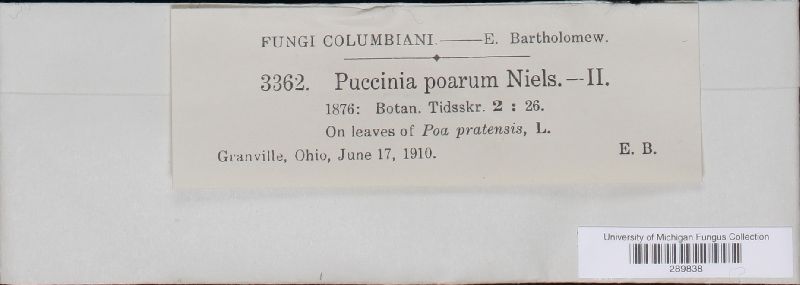 FUNGI COLUMBIANI.——E. Bartholomew.
3362. Puccinia poarum Niels.—II.
1876: Botan. Tidsskr. 2 : 26.
On leaves of Poa pratensis, L.
Granville, Ohio, June 17, 1910. E. B.
University of Michigan Fungus Collection
289838